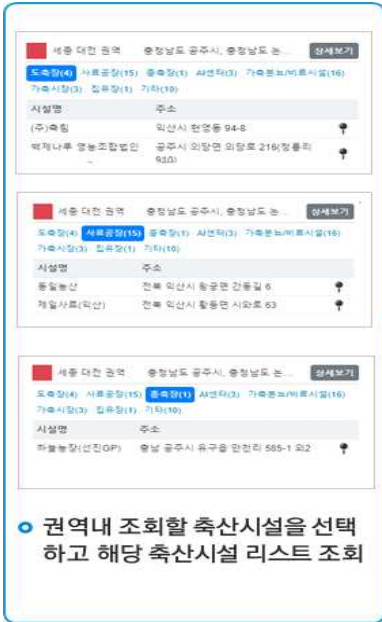 세종 대전 권역 충청남도 공주시, 충청남도 논... 상세보기
도축장(4) 사료공장(15) 종축장(1) AI센터(3) 가축분뇨/비료시설(16)
가축시장(3) 집유장(1) 기타(10)
시설명 주소
(주)축림 익산시 현영동 94-8
백제나루 영농조합법인 공주시 의당면 의당로 216(청룡리
910)
세종 대전 권역 충청남도 공주시, 충청남도 논... 상세보기
도축장(4) 사료공장(15) 종축장(1) AI센터(3) 가축분뇨/비료시설(16)
가축시장(3) 집유장(1) 기타(10)
시설명 주소
동일농산 전북 익산시 왕궁면 간동길 6
제일사료(익산) 전북 익산시 황등면 시와로 63
세종 대전 권역 충청남도 공주시, 충청남도 논... 상세보기
도축장(4) 사료공장(15) 종축장(1) AI센터(3) 가축분뇨/비료시설(16)
가축시장(3) 집유장(1) 기타(10)
시설명 주소
하늘농장(선진GP) 충남 공주시 유구읍 만천리 585-1 외2
권역내 조회할 축산시설을 선택
하고 해당 축산시설 리스트 조회